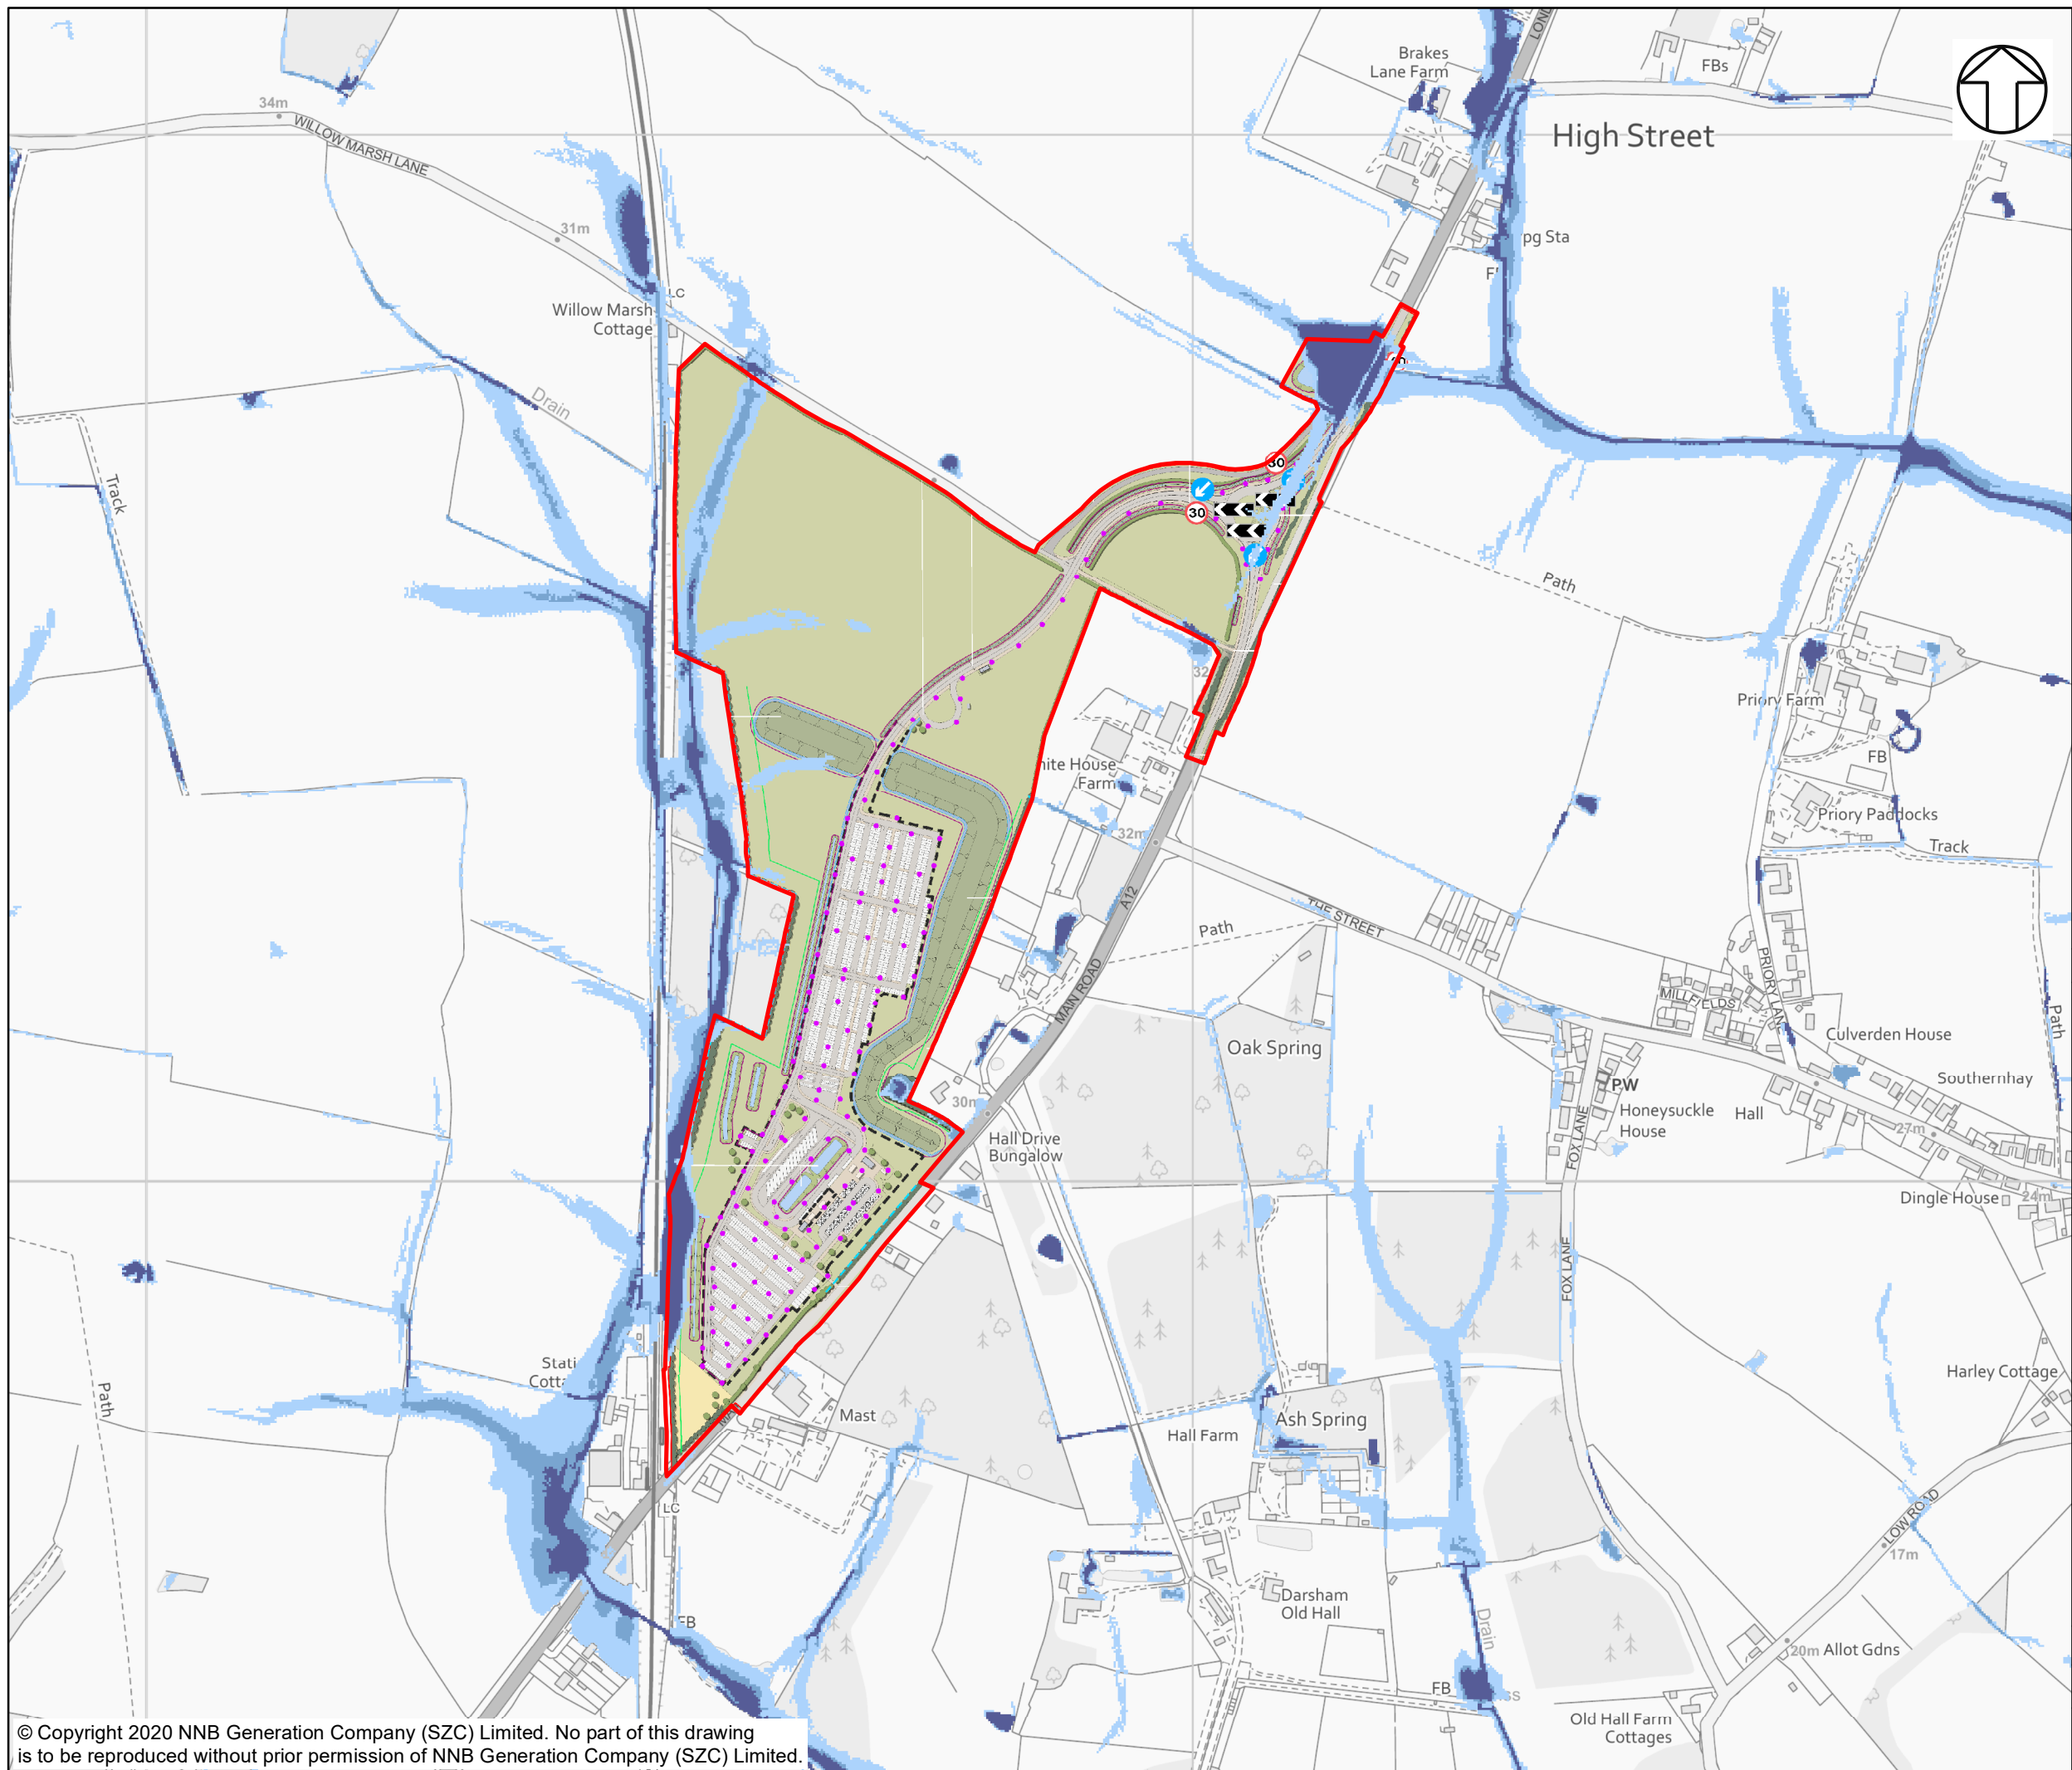 LOND
Brakes
Lane Farm
FBs
34m
WILLOW MARSH LANE
High Street
31m
pg Sta
LC
Willow Marsh
Cottage
Drain
30
30
Track
Path
32
Priory Farm
FB
ite House
Farm
32m
Priory Paddocks
Track
A12
THE STREET
Path
MAIN ROAD
PRIORY LANE
MILLFIELDS
Path
Culverden House
Oak Spring
Southernhay
PW
Honeysuckle
House
Hall
30m
Hall Drive
Bungalow
FOX LANE
27m
Dingle House
24m
FOX LANE
Stati
Cotta
Path
Harley Cottage
Mast
Ash Spring
Hall Farm
LC
LOW ROAD
17m
Darsham
Old Hall
FB
Drain
20m
Allot Gdns
FB
ss
Old Hall Farm
Cottages
© Copyright 2020 NNB Generation Company (SZC) Limited. No part of this drawing
is to be reproduced without prior permission of NNB Generation Company (SZC) Limited.